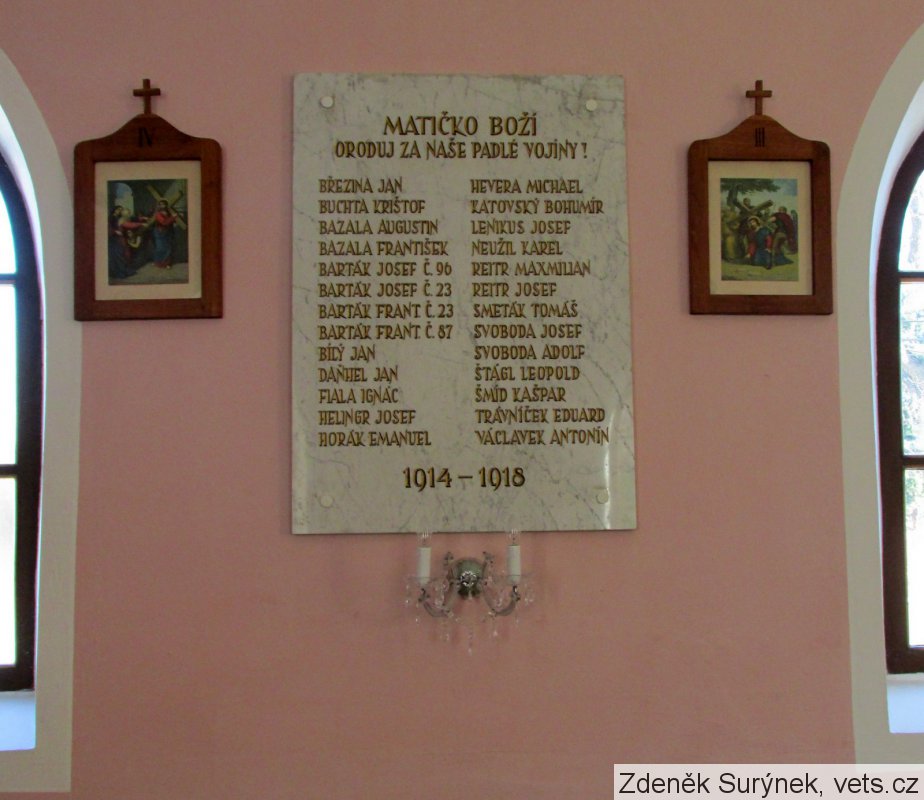 MATIČKO BOŽÍ
ORODUJ ZA NAŠE PADLÉ VOJÍNY!
BŘEZINA JAN
BUCHTA KRIŠTOF
BAZALA AUGUSTIN
BAZALA FRANTIŠEK
BARTÁK JOSEF Č. 96
BARTÁK JOSEF Č. 23
BARTÁK FRANT. Č. 23
BARTÁK FRANT. Č. 87
BÍLÝ JAN
DAŇHEL JAN
FIALA IGNÁC
HELINGR JOSEF
HORÁK EMANUEL
HEVERA MICHAEL
KATOVSKÝ BOHUMÍR
LENIKUS JOSEF
NEUŽIL KAREL
REITR MAXMILIAN
REITR JOSEF
SMETÁK TOMÁŠ
SVOBODA JOSEF
SVOBODA ADOLF
ŠTÁGL LEOPOLD
ŠMÍD KAŠPAR
TRÁVNÍČEK EDUARD
VÁCLAVEK ANTONÍN
1914 – 1918
IV
III
Zdeněk Surýnek, vets.cz